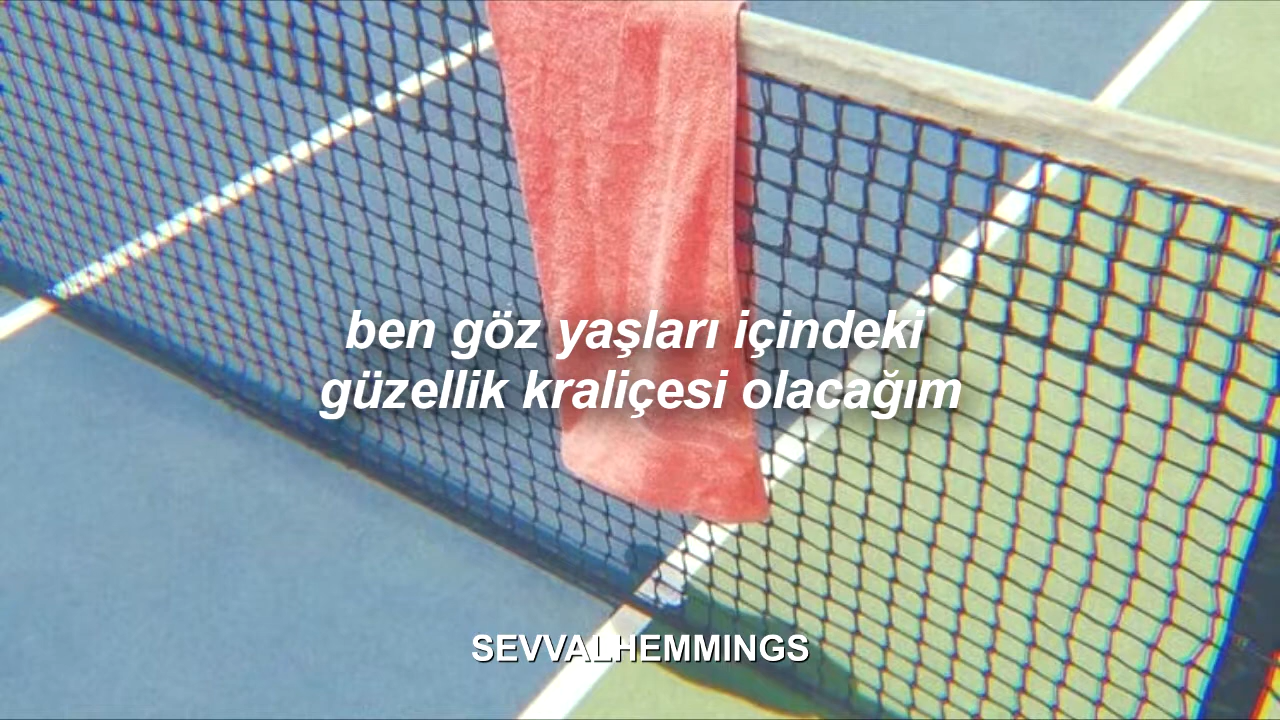 ben göz yaşları içindeki
güzellik kraliçesi olacağım
SEVVALHEMMINGS